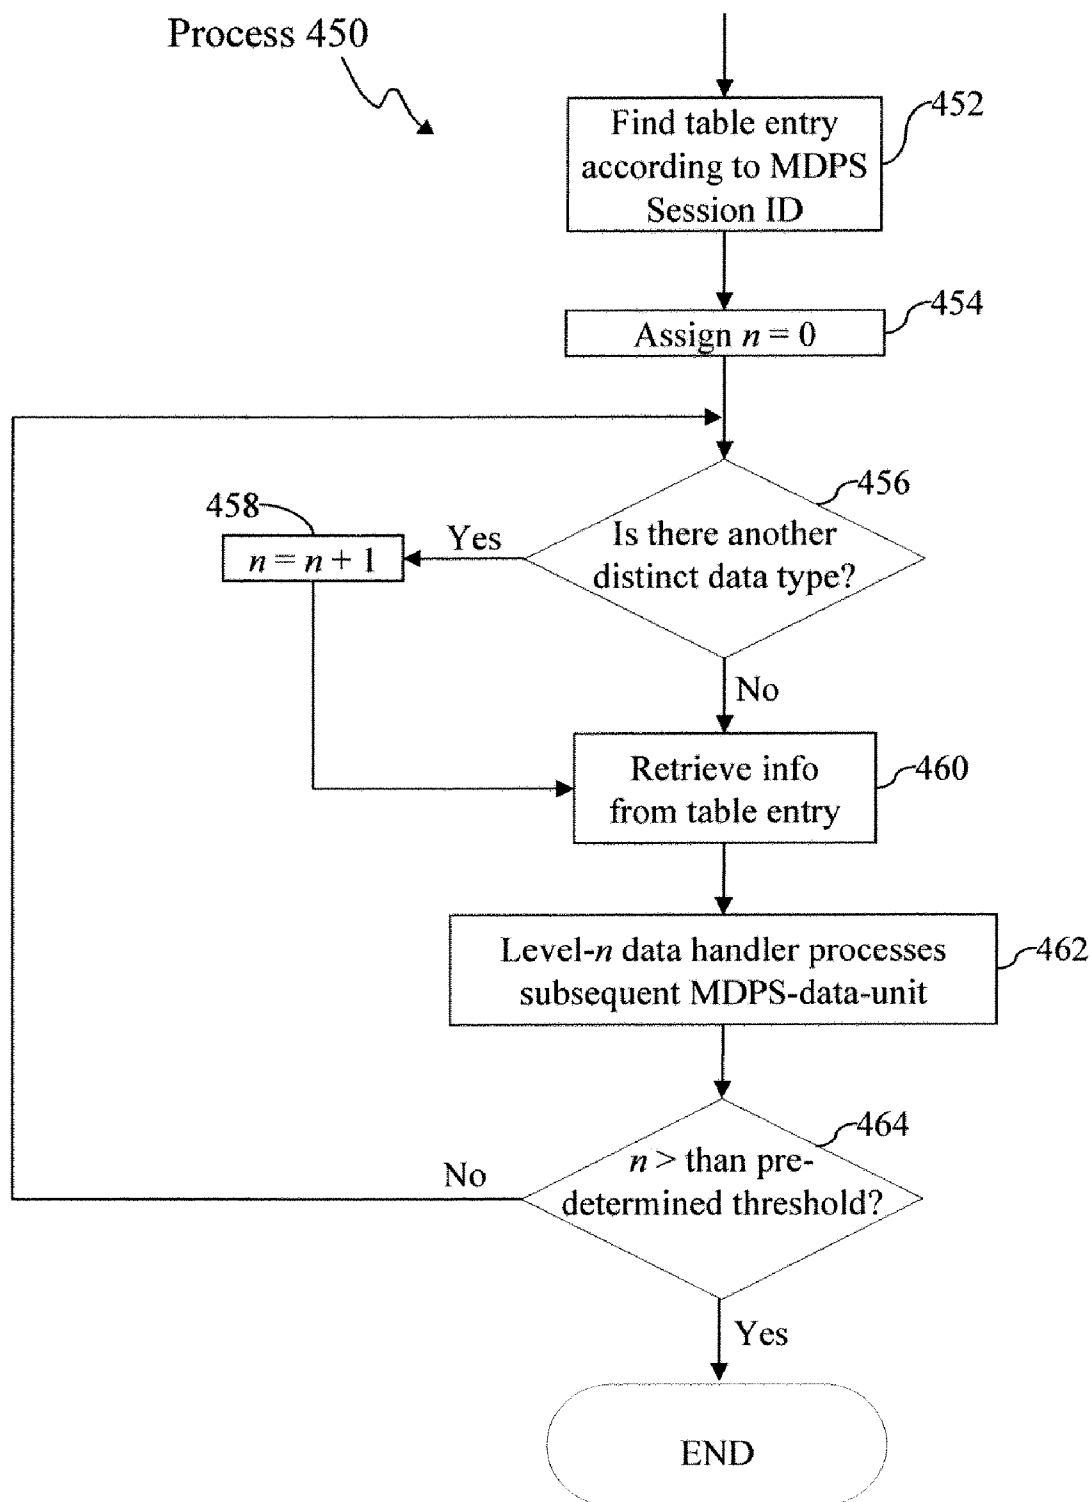 Process 450
452
Find table entry
according to MDPS
Session ID
454
Assign n = 0
456
Is there another
distinct data type?
458
Yes
n = n + 1
No
460
Retrieve info
from table entry
462
Level-n data handler processes
subsequent MDPS-data-unit
464
n > than pre-
determined threshold?
No
Yes
END